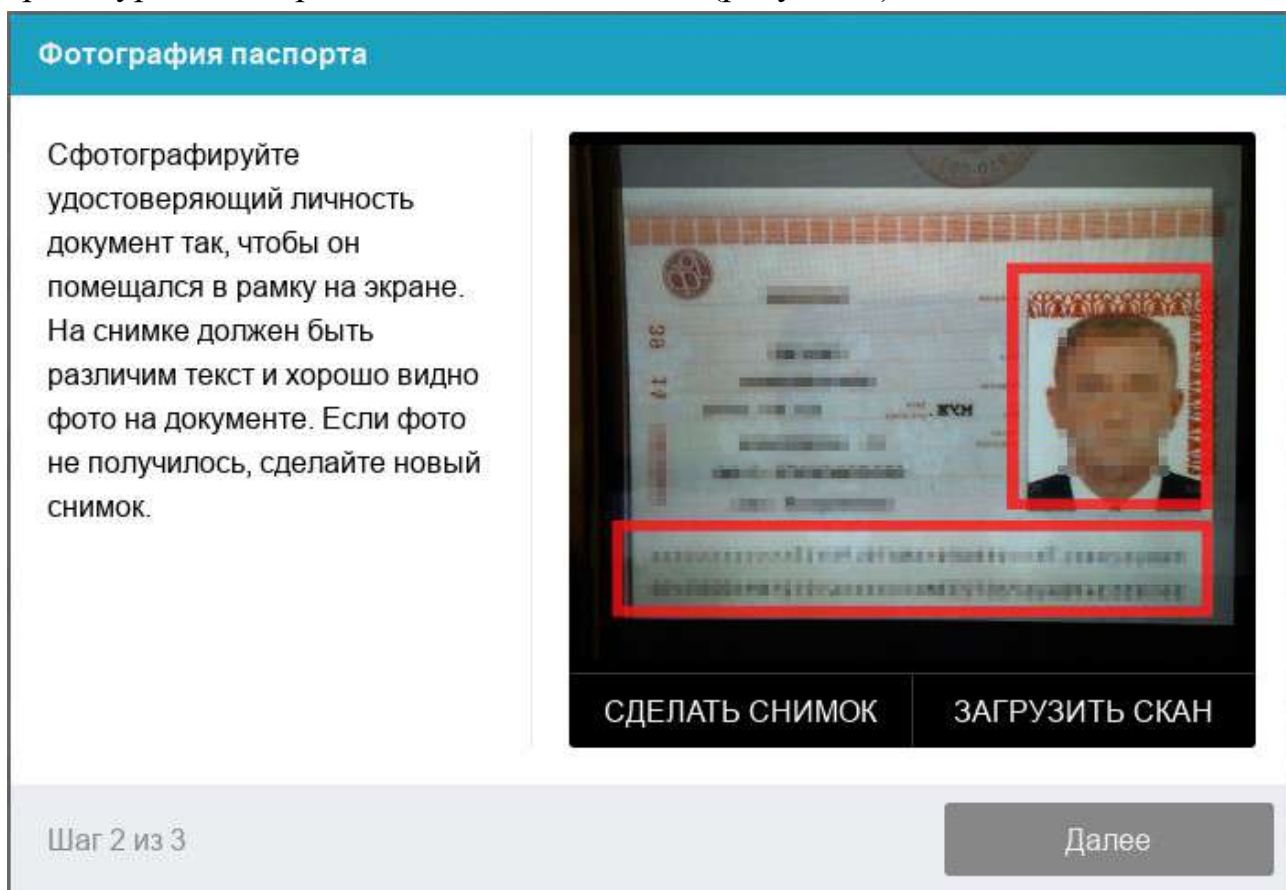 Фотография паспорта
Сфотографируйте
удостоверяющий личность
документ так, чтобы он
помещался в рамку на экране.
На снимке должен быть
различим текст и хорошо видно
фото на документе. Если фото
не получилось, сделайте новый
снимок.
МУЖ.
СДЕЛАТЬ СНИМОК
ЗАГРУЗИТЬ СКАН
Шаг 2 из 3
Далее